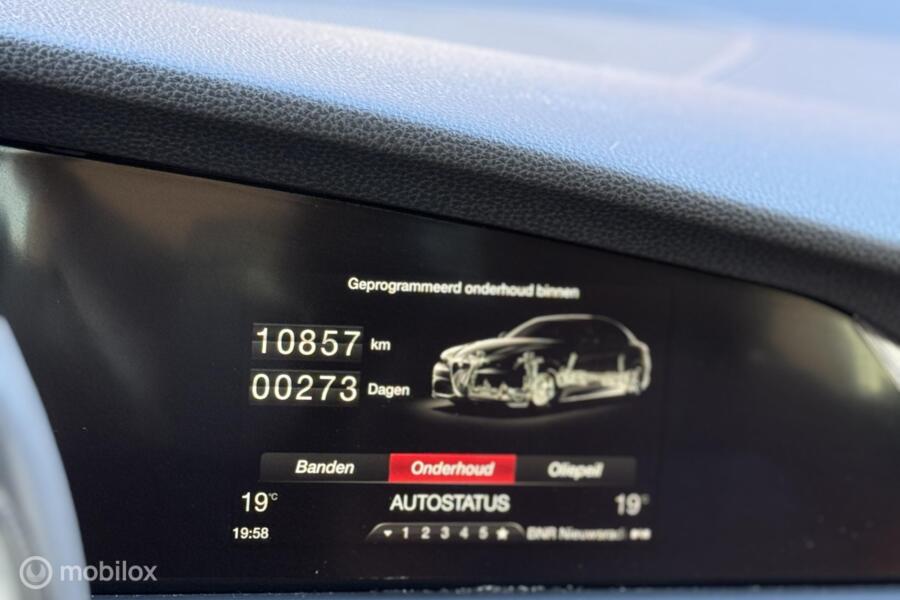 Geprogrammeerd onderhoud binnen
10857 km
00273 Dagen
Banden Onderhoud Oliepeil
19°C AUTOSTATUS 19°
19:58 ♥ 1 2 3 4 5 ★ BNR Nieuwsrad
mobilox